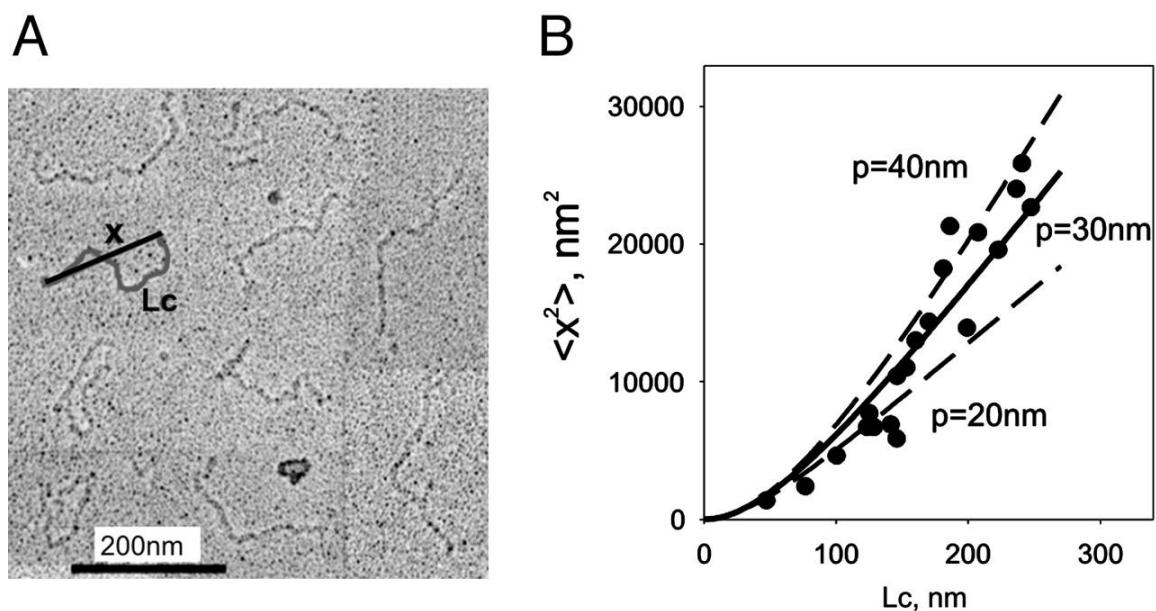 A
x
Lc
200nm
B
<x²>, nm²
30000
20000
10000
0
p=40nm
p=30nm
p=20nm
0 100 200 300
Lc, nm